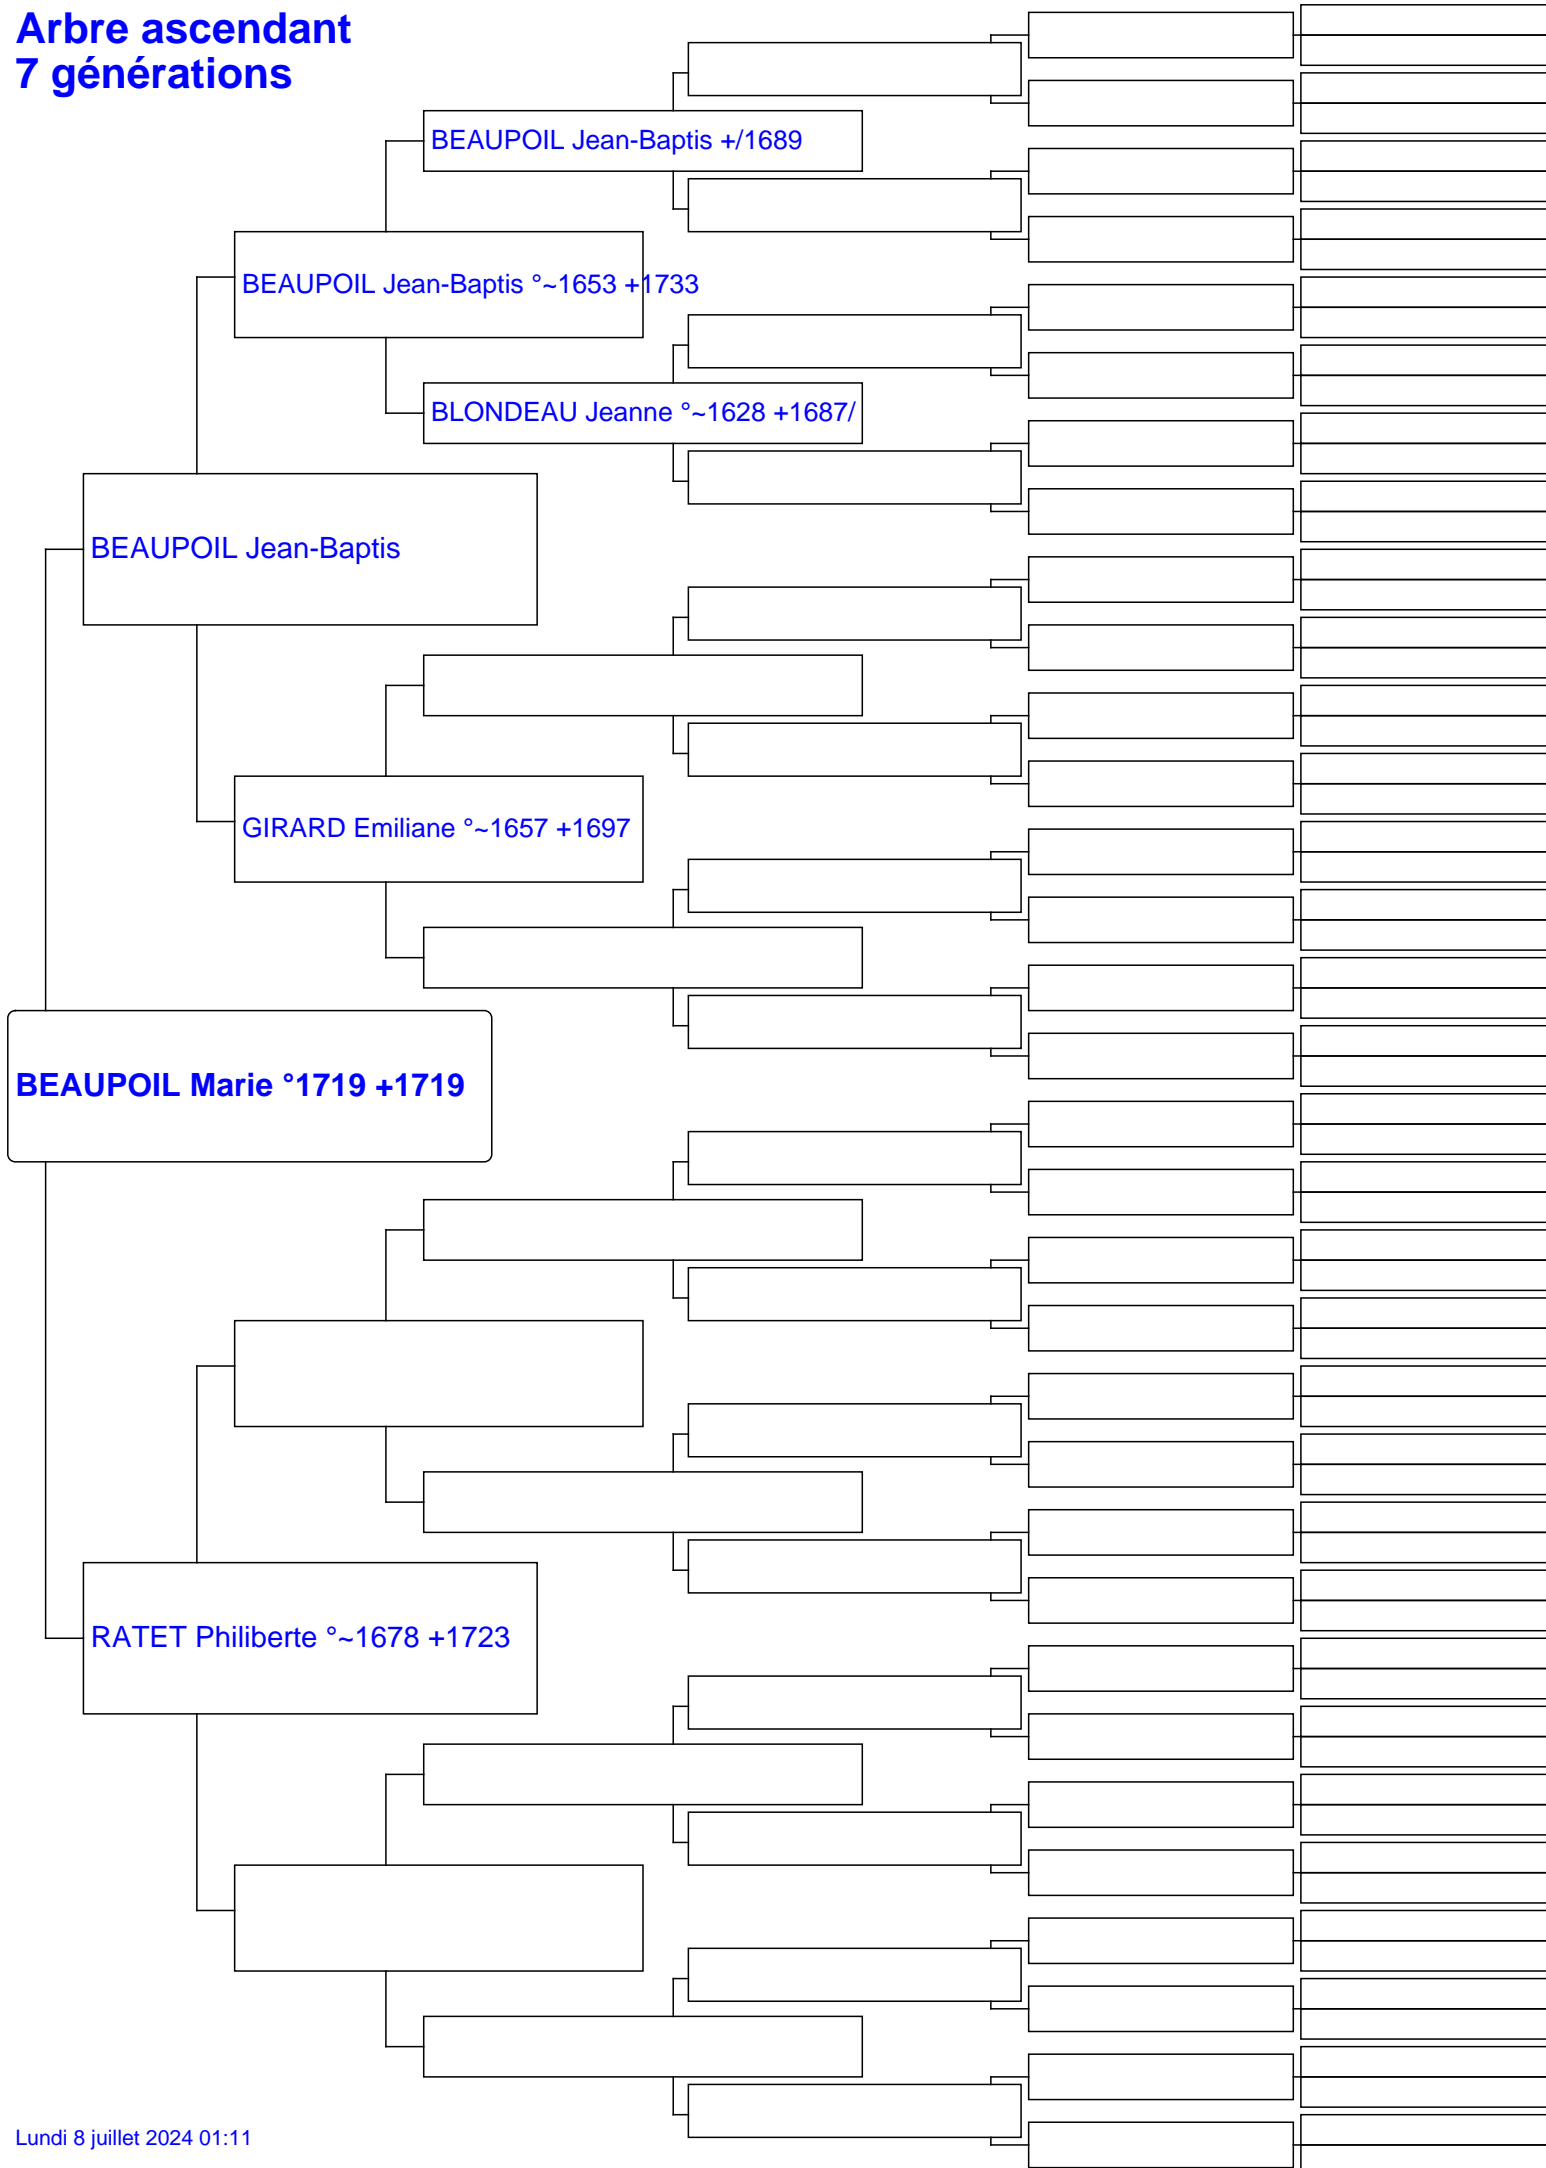 Arbre ascendant
7 générations
BEAUPOIL Jean-Baptis +/1689
BEAUPOIL Jean-Baptis °~1653 +1733
BLONDEAU Jeanne °~1628 +1687/
BEAUPOIL Jean-Baptis
GIRARD Emiliane °~1657 +1697
BEAUPOIL Marie °1719 +1719
RATET Philiberte °~1678 +1723
Lundi 8 juillet 2024 01:11